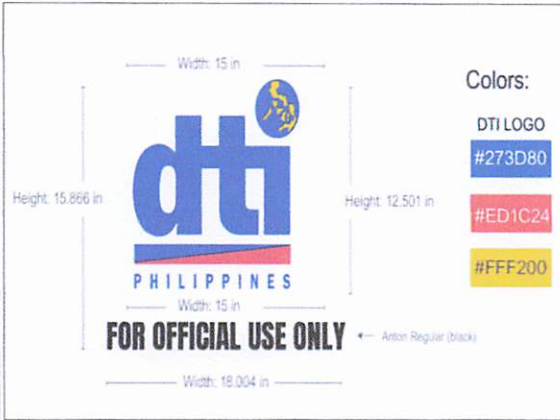 Width: 15 in
Colors:
DTI LOGO
#273D80
dti
Height: 15.866 in
Height: 12.501 in
#ED1C24
#FFF200
PHILIPPINES
Width: 15 in
FOR OFFICIAL USE ONLY
Anton Regular (black)
Width: 18.004 in